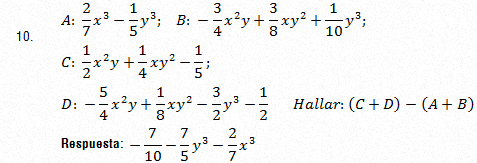 10. A: 2/7 x³ − 1/5 y³; B: − 3/4 x²y + 3/8 xy² + 1/10 y³;
C: 1/2 x²y + 1/4 xy² − 1/5;
D: − 5/4 x²y + 1/8 xy² − 3/2 y³ − 1/2 Hallar: (C + D) − (A + B)
Respuesta: − 7/10 − 7/5 y³ − 2/7 x³